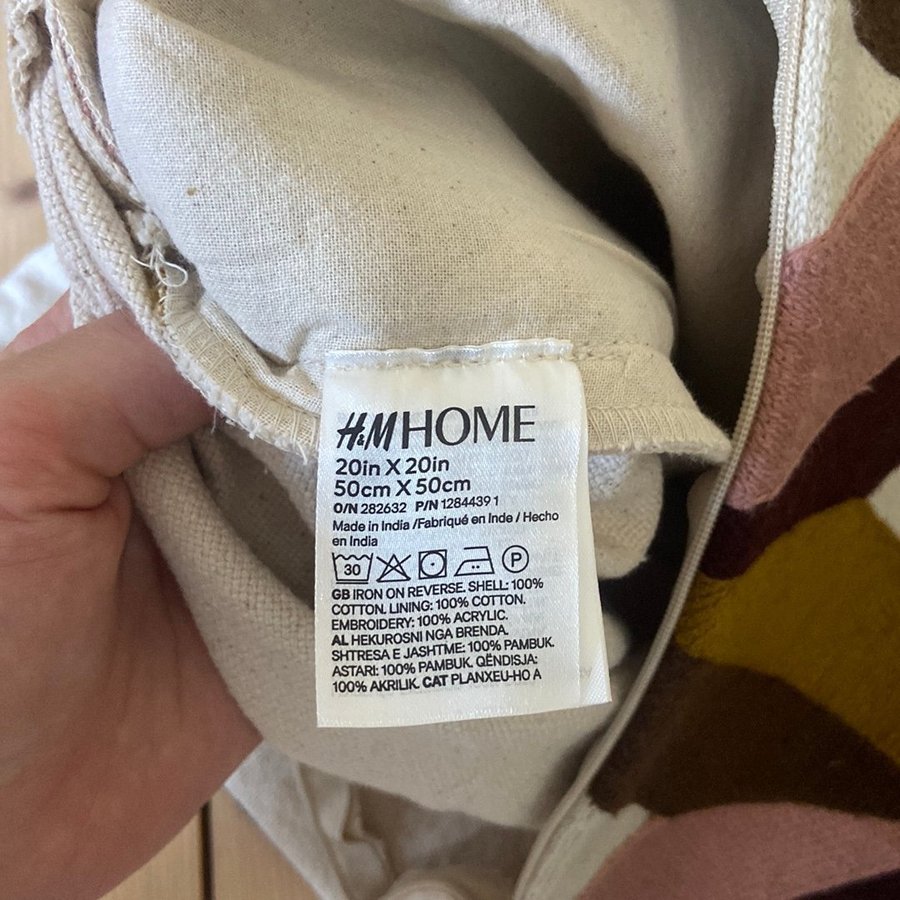 H&M HOME
20in X 20in
50cm X 50cm
O/N 282632 P/N 1284439 1
Made in India /Fabriqué en Inde / Hecho
en India
30 P
GB IRON ON REVERSE. SHELL: 100%
COTTON. LINING: 100% COTTON.
EMBROIDERY: 100% ACRYLIC.
AL HEKUROSNI NGA BRENDA.
SHTRESA E JASHTME: 100% PAMBUK.
ASTARI: 100% PAMBUK. QËNDISJA:
100% AKRILIK. CAT PLANXEU-HO A